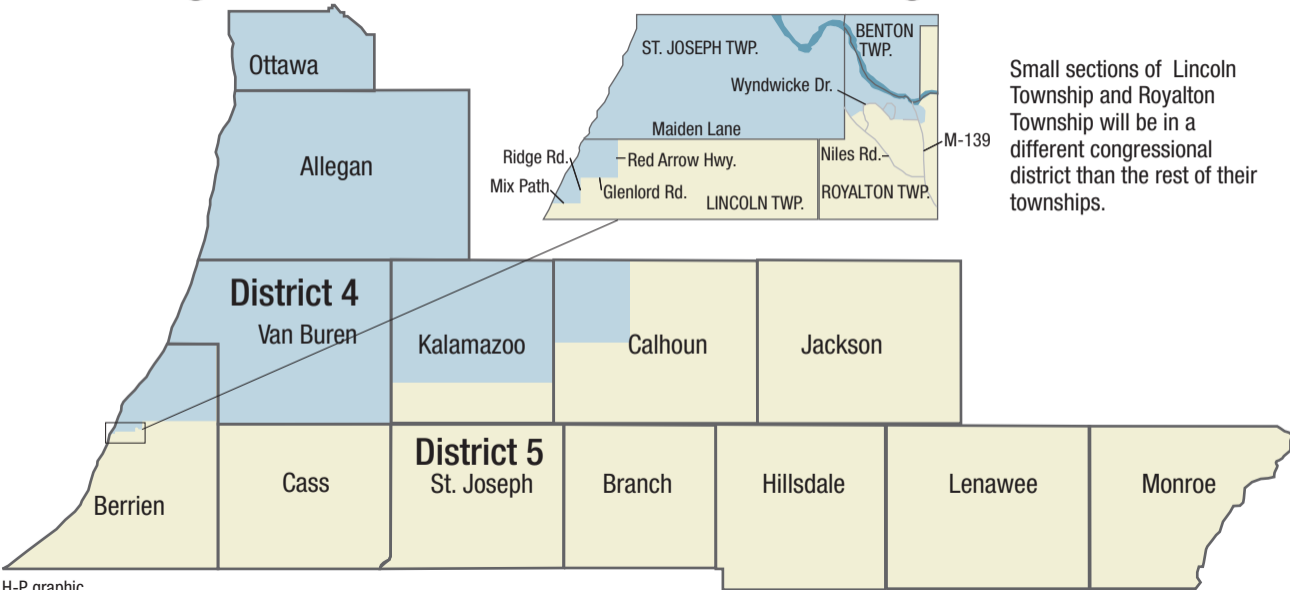 Ottawa
Allegan
District 4
Van Buren
Kalamazoo
Calhoun
Jackson
Berrien
Cass
District 5
St. Joseph
Branch
Hillsdale
Lenawee
Monroe
ST. JOSEPH TWP.
BENTON
TWP.
Wyndwicke Dr.
Maiden Lane
Ridge Rd.
Red Arrow Hwy.
Niles Rd.
M-139
Mix Path
Glenlord Rd.
LINCOLN TWP.
ROYALTON TWP.
Small sections of Lincoln
Township and Royalton
Township will be in a
different congressional
district than the rest of their
townships.
H-P graphic